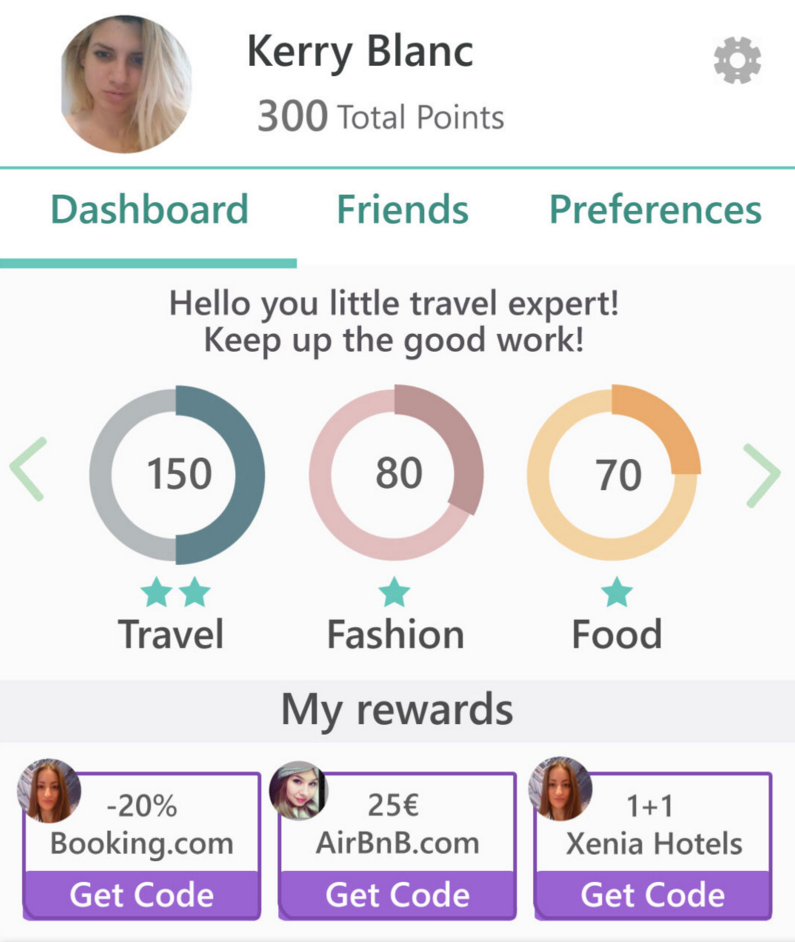 Kerry Blanc
300 Total Points
Dashboard Friends Preferences
Hello you little travel expert!
Keep up the good work!
150 80 70
Travel Fashion Food
My rewards
-20% 25€ 1+1
Booking.com AirBnB.com Xenia Hotels
Get Code Get Code Get Code